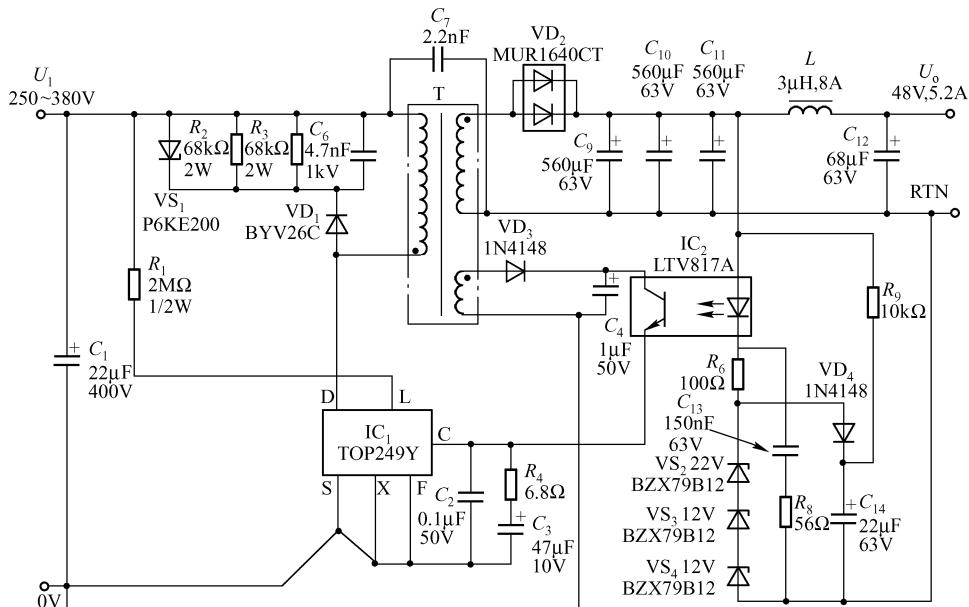 C₇
2.2nF
VD₂
MUR1640CT
C₁₀
560μF
63V
C₁₁
560μF
63V
L
3μH,8A
Uₒ
48V,5.2A
U₁
250~380V
T
R₂
68kΩ
2W
R₃
68kΩ
2W
C₆
4.7nF
1kV
C₉
560μF
63V
C₁₂
68μF
63V
RTN
VS₁
P6KE200
VD₁
BYV26C
VD₃
1N4148
IC₂
LTV817A
R₁
2MΩ
1/2W
R₉
10kΩ
C₄
1μF
50V
C₁
22μF
400V
R₆
100Ω
VD₄
1N4148
D
L
C₁₃
150nF
63V
IC₁
TOP249Y
C
S
X
F
VS₂ 22V
BZX79B12
R₄
6.8Ω
C₂
0.1μF
50V
C₃
47μF
10V
VS₃ 12V
BZX79B12
R₈
56Ω
C₁₄
22μF
63V
VS₄ 12V
BZX79B12
0V